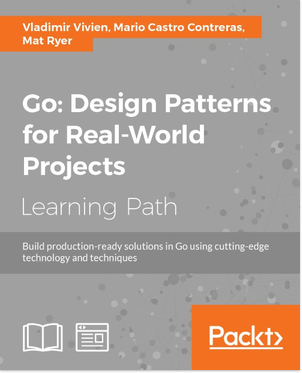 Vladimir Vivien, Mario Castro Contreras,
Mat Ryer
Go: Design Patterns
for Real-World
Projects
Learning Path
Build production-ready solutions in Go using cutting-edge
technology and techniques
Packt>